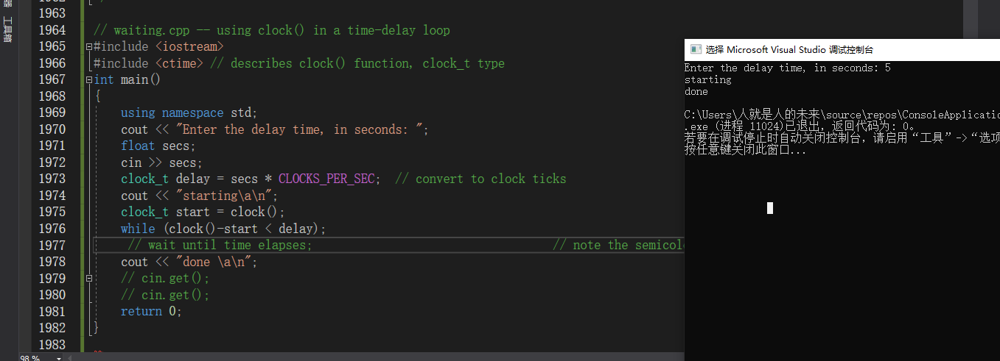 器
工具箱
1962
1963
1964 // waiting.cpp -- using clock() in a time-delay loop
1965 #include <iostream>
1966 #include <ctime> // describes clock() function, clock_t type
1967 int main()
1968 {
1969 using namespace std;
1970 cout << "Enter the delay time, in seconds: ";
1971 float secs;
1972 cin >> secs;
1973 clock_t delay = secs * CLOCKS_PER_SEC;  // convert to clock ticks
1974 cout << "starting\a\n";
1975 clock_t start = clock();
1976 while (clock()-start < delay);
1977 // wait until time elapses; // note the semicol
1978 cout << "done \a\n";
1979 // cin.get();
1980 // cin.get();
1981 return 0;
1982 }
1983
98 %
选择 Microsoft Visual Studio 调试控制台
Enter the delay time, in seconds: 5
starting
done
C:\Users\人就是人的未来\source\repos\ConsoleApplicatio
.exe (进程 11024)已退出，返回代码为: 0。
若要在调试停止时自动关闭控制台，请启用“工具”->“选项
按任意键关闭此窗口...